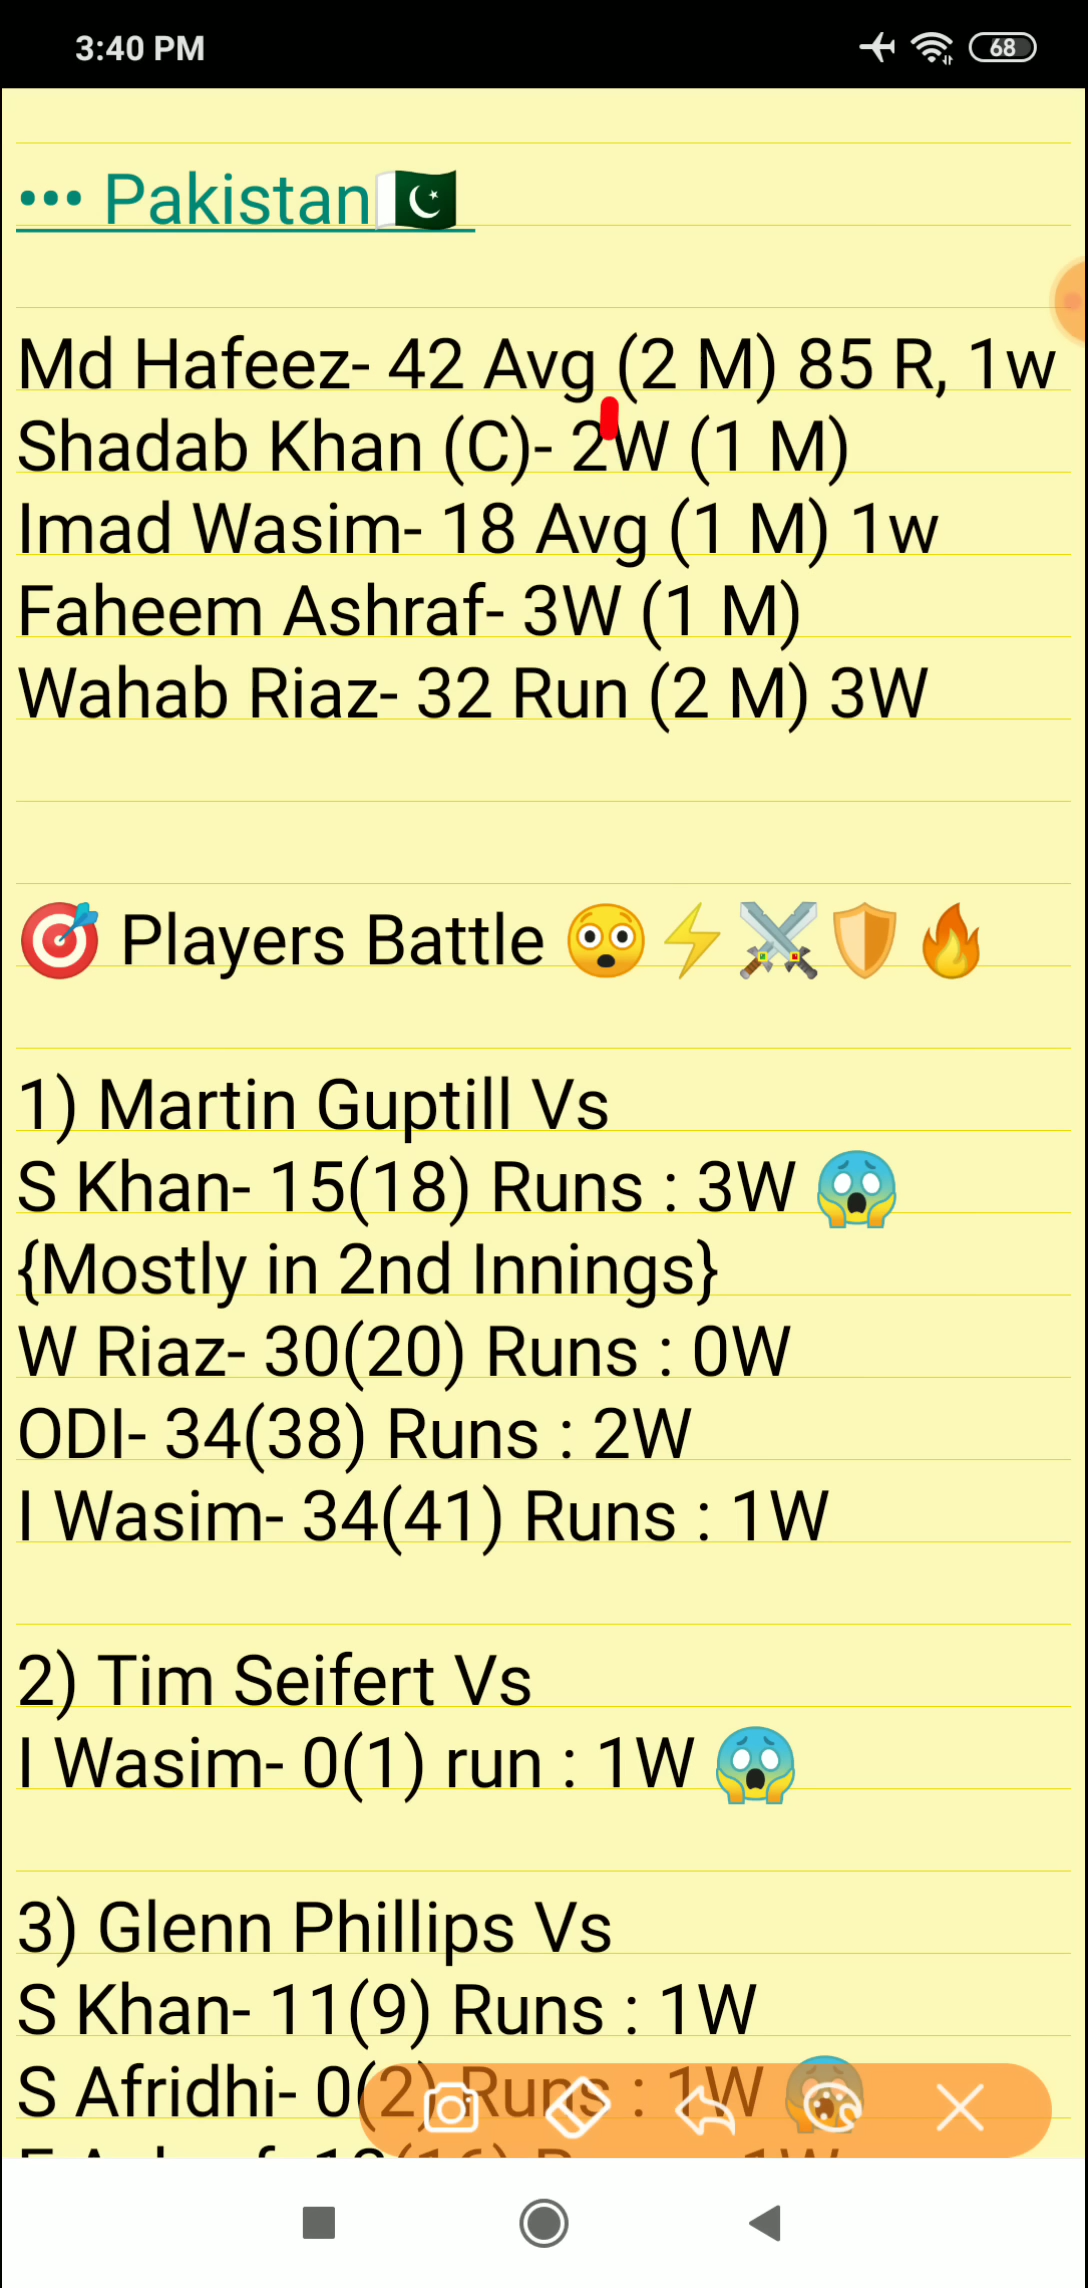 3:40 PM
68
••• Pakistan🇵🇰
Md Hafeez- 42 Avg (2 M) 85 R, 1w
Shadab Khan (C)- 2W (1 M)
Imad Wasim- 18 Avg (1 M) 1w
Faheem Ashraf- 3W (1 M)
Wahab Riaz- 32 Run (2 M) 3W
🎯 Players Battle 😲⚡⚔️🛡️🔥
1) Martin Guptill Vs
S Khan- 15(18) Runs : 3W 😱
{Mostly in 2nd Innings}
W Riaz- 30(20) Runs : 0W
ODI- 34(38) Runs : 2W
I Wasim- 34(41) Runs : 1W
2) Tim Seifert Vs
I Wasim- 0(1) run : 1W 😱
3) Glenn Phillips Vs
S Khan- 11(9) Runs : 1W
S Afridhi- 0(2) Runs : 1W 😱